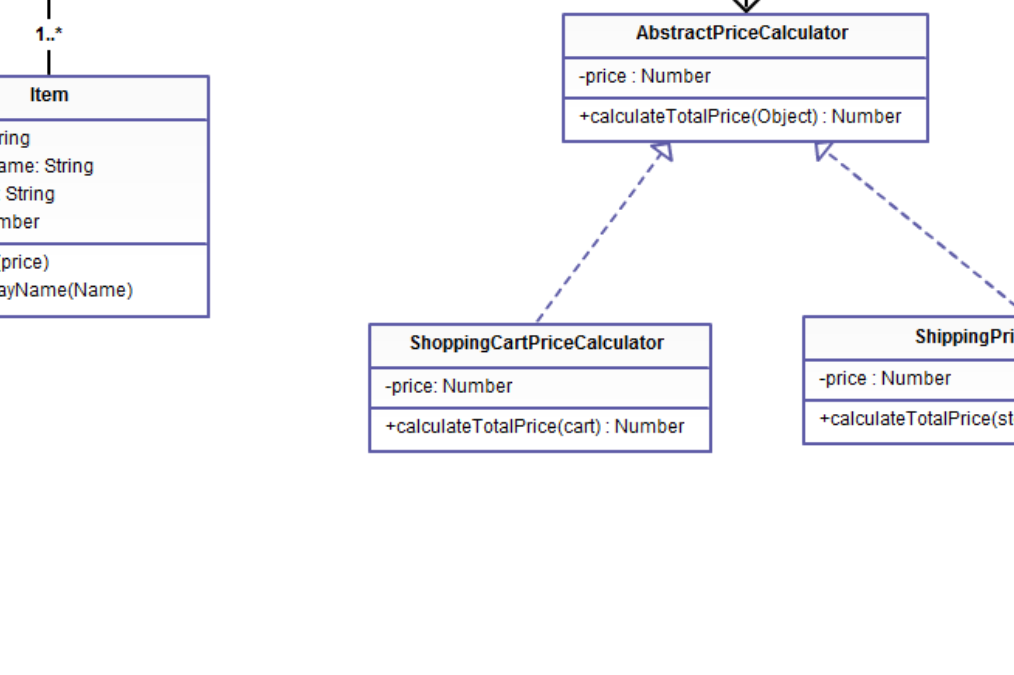 1..*
Item
ring
ame: String
: String
mber
(price)
ayName(Name)
AbstractPriceCalculator
-price : Number
+calculateTotalPrice(Object) : Number
ShoppingCartPriceCalculator
-price: Number
+calculateTotalPrice(cart) : Number
ShippingPri
-price : Number
+calculateTotalPrice(st